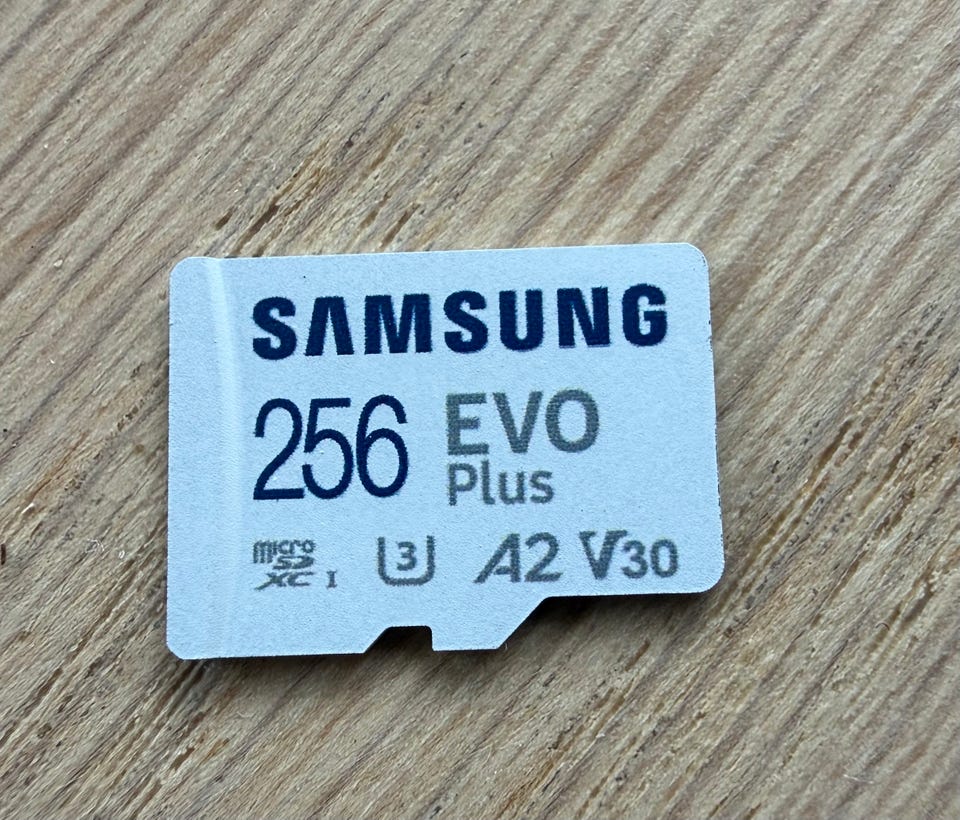 SAMSUNG
256 EVO
Plus
micro
SD
XC I U3 A2 V30